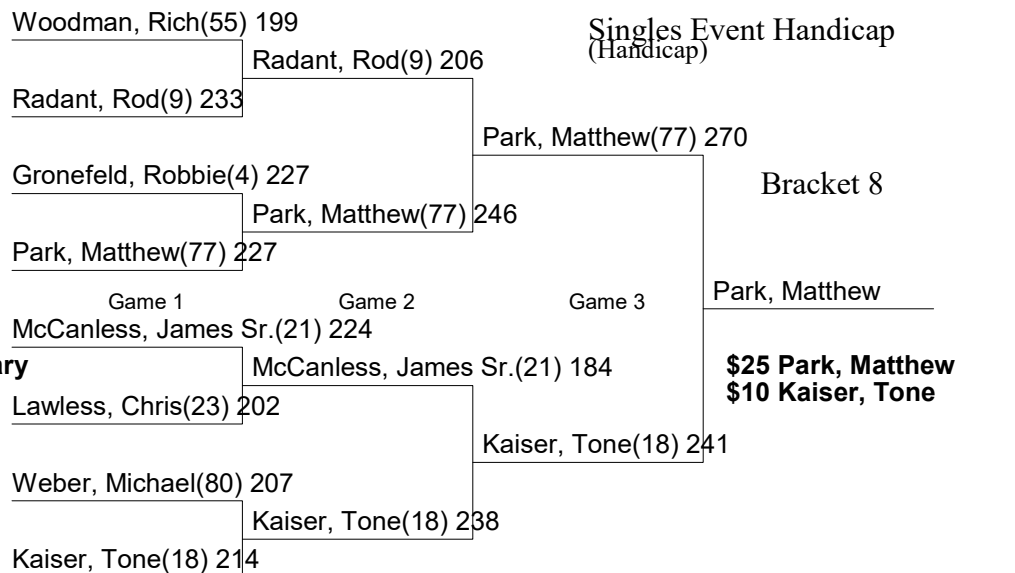 Woodman, Rich(55) 199
Singles Event Handicap
(Handicap)
Radant, Rod(9) 206
Radant, Rod(9) 233
Park, Matthew(77) 270
Gronefeld, Robbie(4) 227
Bracket 8
Park, Matthew(77) 246
Park, Matthew(77) 227
Game 1 Game 2 Game 3
Park, Matthew
McCanless, James Sr.(21) 224
ary
McCanless, James Sr.(21) 184
$25 Park, Matthew
$10 Kaiser, Tone
Lawless, Chris(23) 202
Kaiser, Tone(18) 241
Weber, Michael(80) 207
Kaiser, Tone(18) 238
Kaiser, Tone(18) 214